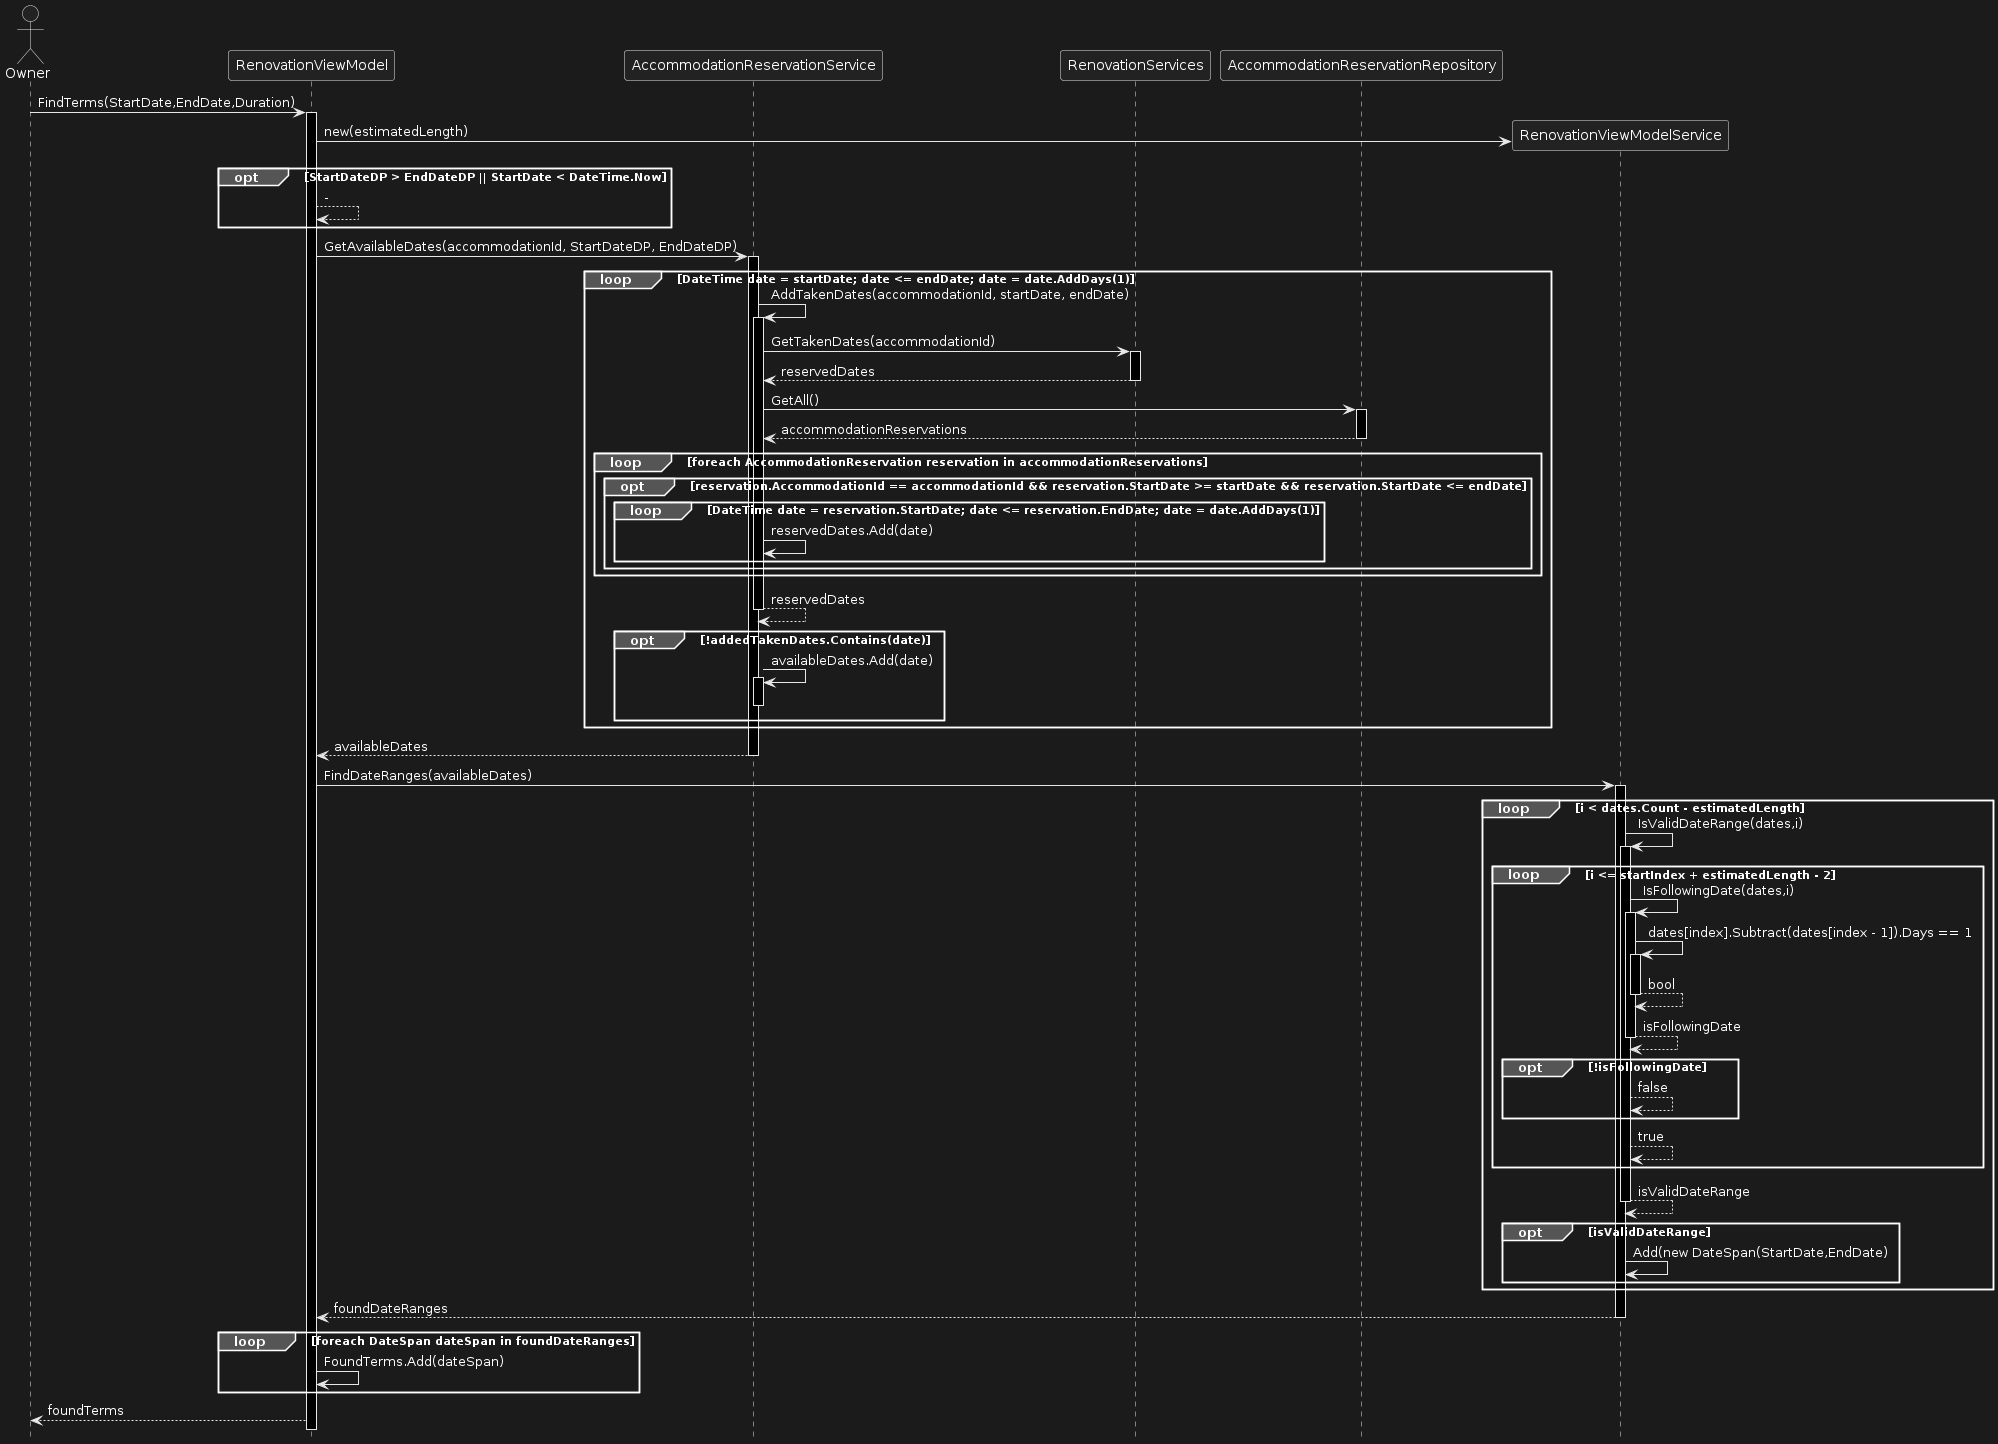 Owner
RenovationViewModel
AccommodationReservationService
RenovationServices
AccommodationReservationRepository
FindTerms(StartDate,EndDate,Duration)
new(estimatedLength)
RenovationViewModelService
opt [StartDateDP > EndDateDP || StartDate < DateTime.Now]
-
GetAvailableDates(accommodationId, StartDateDP, EndDateDP)
loop [DateTime date = startDate; date <= endDate; date = date.AddDays(1)]
AddTakenDates(accommodationId, startDate, endDate)
GetTakenDates(accommodationId)
reservedDates
GetAll()
accommodationReservations
loop [foreach AccommodationReservation reservation in accommodationReservations]
opt [reservation.AccommodationId == accommodationId && reservation.StartDate >= startDate && reservation.StartDate <= endDate]
loop [DateTime date = reservation.StartDate; date <= reservation.EndDate; date = date.AddDays(1)]
reservedDates.Add(date)
reservedDates
opt [!addedTakenDates.Contains(date)]
availableDates.Add(date)
availableDates
FindDateRanges(availableDates)
loop [i < dates.Count - estimatedLength]
IsValidDateRange(dates,i)
loop [i <= startIndex + estimatedLength - 2]
IsFollowingDate(dates,i)
dates[index].Subtract(dates[index - 1]).Days == 1
bool
isFollowingDate
opt [!isFollowingDate]
false
true
isValidDateRange
opt [isValidDateRange]
Add(new DateSpan(StartDate,EndDate)
foundDateRanges
loop [foreach DateSpan dateSpan in foundDateRanges]
FoundTerms.Add(dateSpan)
foundTerms